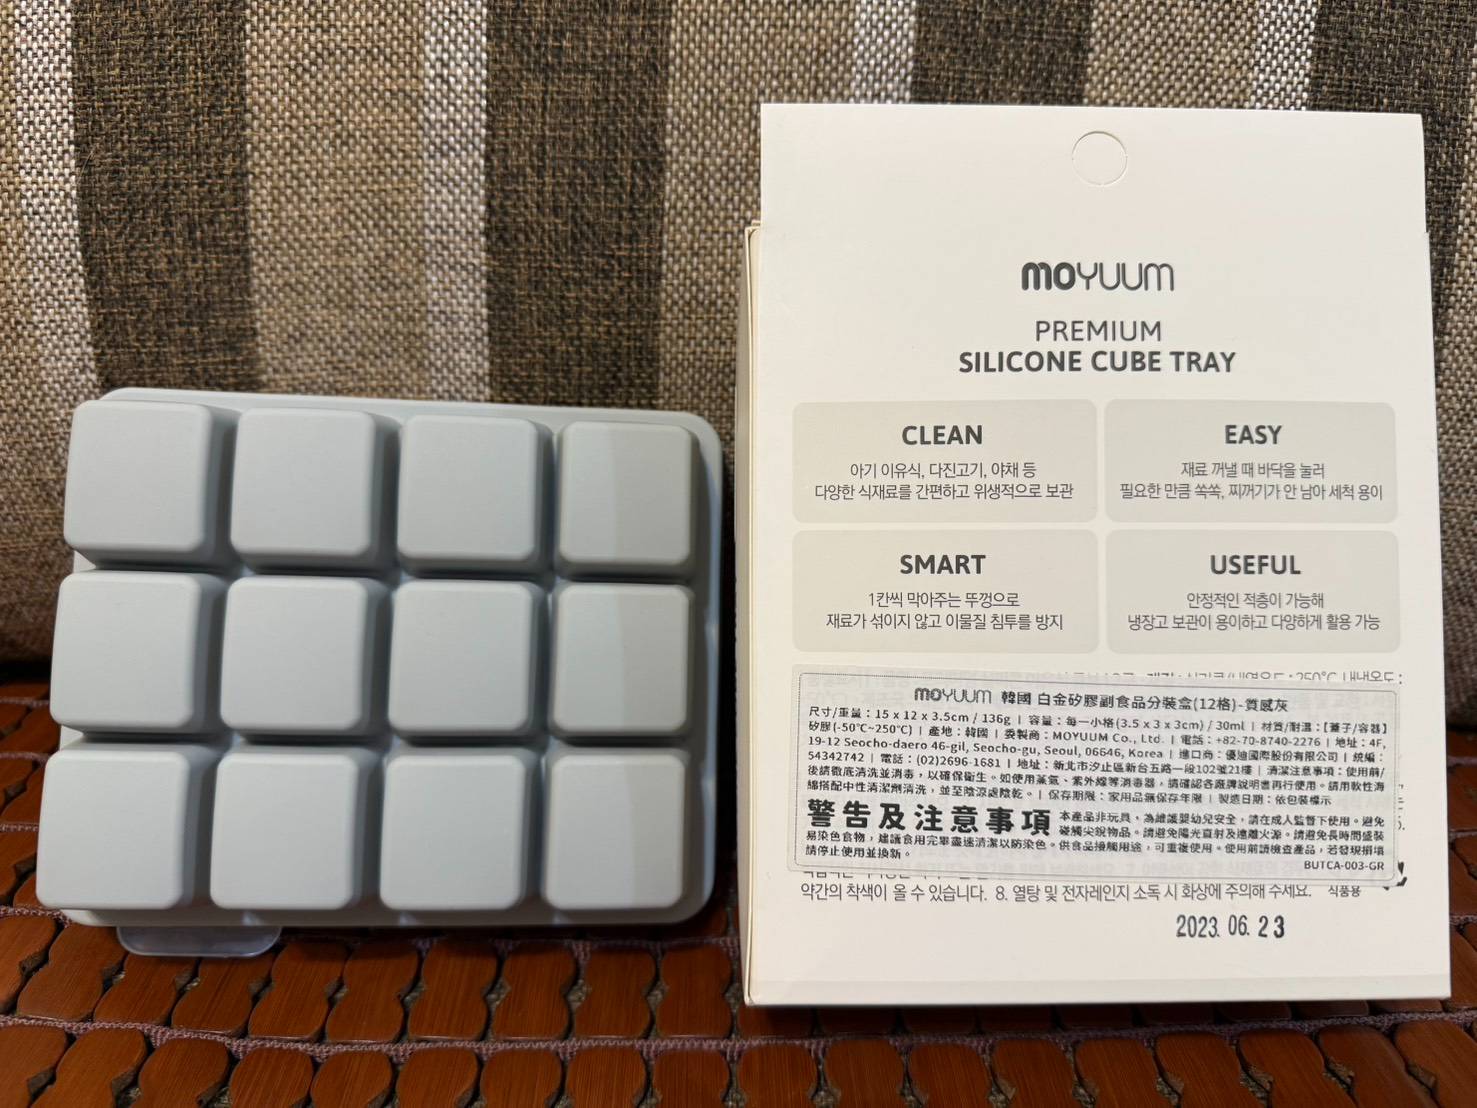 moyuum
PREMIUM
SILICONE CUBE TRAY
CLEAN
아기 이유식, 다진고기, 야채 등
다양한 식재료를 간편하고 위생적으로 보관
EASY
재료 꺼낼 때 바닥을 눌러
필요한 만큼 쏙쏙, 찌꺼기가 안 남아 세척 용이
SMART
1칸씩 막아주는 뚜껑으로
재료가 섞이지 않고 이물질 침투를 방지
USEFUL
안정적인 적층이 가능해
냉장고 보관이 용이하고 다양하게 활용 가능
moyuum 韓國 白金矽膠副食品分裝盒(12格)-質感灰
尺寸/重量：15 x 12 x 3.5cm / 136g | 容量：每一小格(3.5 x 3 x 3cm) / 30ml | 材質/耐溫：【蓋子/容器】
矽膠(-50°C~250°C) | 產地：韓國 | 委製商：MOYUUM Co., Ltd. | 電話：+82-70-8740-2276 | 地址：4F,
19-12 Seocho-daero 46-gil, Seocho-gu, Seoul, 06646, Korea | 進口商：優迪國際股份有限公司 | 統編：
54342742 | 電話：(02)2696-1681 | 地址：新北市汐止區新台五路一段102號21樓 | 清潔注意事項：使用前/
後請徹底清洗並消毒，以確保衛生。如使用蒸氣、紫外線等消毒器，請確認各廠牌說明書再行使用。請用軟性海
綿搭配中性清潔劑清洗，並至陰涼處陰乾。 | 保存期限：家用品無保存年限 | 製造日期：依包裝標示
警告及注意事項 本產品非玩具，為維護嬰幼兒安全，請在成人監督下使用。避免
碰觸尖銳物品。請避免陽光直射及遠離火源。請避免長時間盛裝
易染色食物，建議食用完畢盡速清潔以防染色。供食品接觸用途，可重複使用。使用前請檢查產品，若發現損壞
請停止使用並換新。
BUTCA-003-GR
약간의 착색이 올 수 있습니다. 8. 열탕 및 전자레인지 소독 시 화상에 주의해 주세요.
식품용
2023. 06. 23